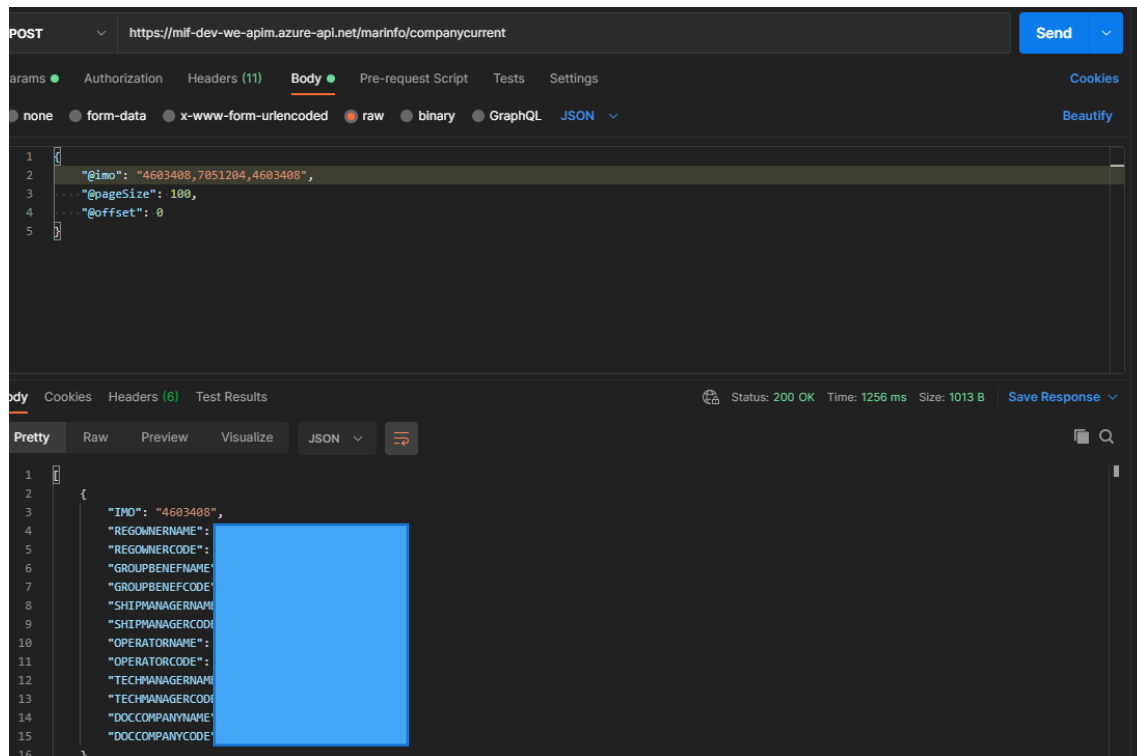 POST https://mif-dev-we-apim.azure-api.net/marinfo/companycurrent Send
arams Authorization Headers (11) Body Pre-request Script Tests Settings Cookies
none form-data x-www-form-urlencoded raw binary GraphQL JSON Beautify
1 {
2 "@imo": "4603408,7051204,4603408",
3 "@pageSize": 100,
4 "@offset": 0
5 }
ody Cookies Headers (6) Test Results Status: 200 OK Time: 1256 ms Size: 1013 B Save Response
Pretty Raw Preview Visualize JSON
1 [
2 {
3 "IMO": "4603408",
4 "REGOWNERNAME":
5 "REGOWNERCODE":
6 "GROUPBENEFNAME"
7 "GROUPBENEFCODE"
8 "SHIPMANAGERNAME
9 "SHIPMANAGERCODE
10 "OPERATORNAME":
11 "OPERATORCODE":
12 "TECHMANAGERNAME
13 "TECHMANAGERCODE
14 "DOCCOMPANYNAME"
15 "DOCCOMPANYCODE"
16 }